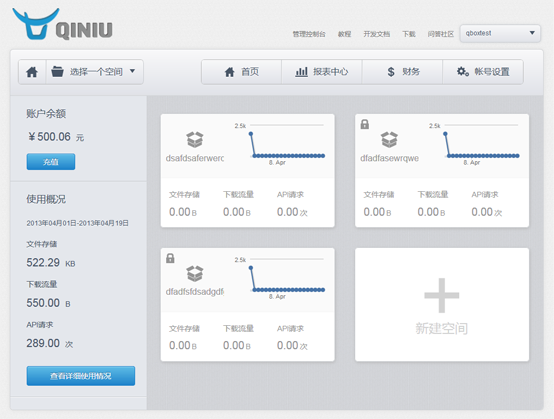 QINIU
管理控制台 教程 开发文档 下载 问答社区 qboxtest
选择一个空间 首页 报表中心 $ 财务 帐号设置
账户余额
￥500.06 元
充值
使用概况
2013年04月01日-2013年04月19日
文件存储
522.29 KB
下载流量
550.00 B
API请求
289.00 次
查看详细使用情况
2.5k
dsafdsaferwerc
8. Apr
文件存储 下载流量 API请求
0.00 B 0.00 B 0.00 次
2.5k
dfadfasewrqwe
8. Apr
文件存储 下载流量 API请求
0.00 B 0.00 B 0.00 次
2.5k
dfadfsfdsadgdf
8. Apr
文件存储 下载流量 API请求
0.00 B 0.00 B 0.00 次
新建空间